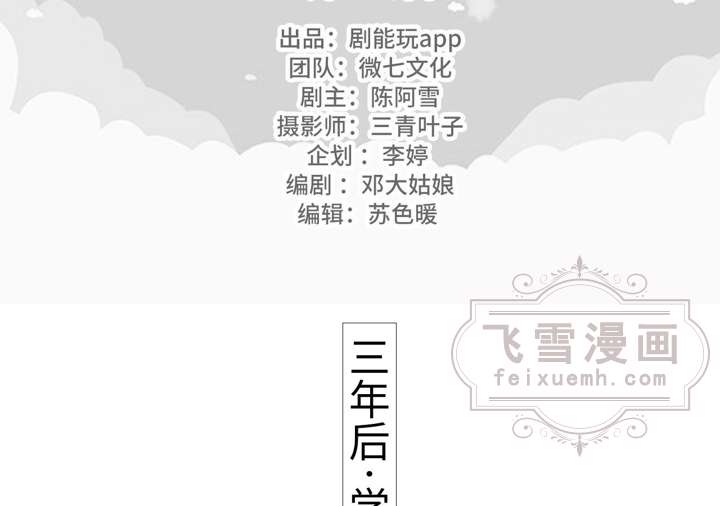 出品：剧能玩app
团队：微七文化
剧主：陈阿雪
摄影师：三青叶子
企划：李婷
编剧：邓大姑娘
编辑：苏色暖
飞雪漫画
feixuemh.com
三年后·学